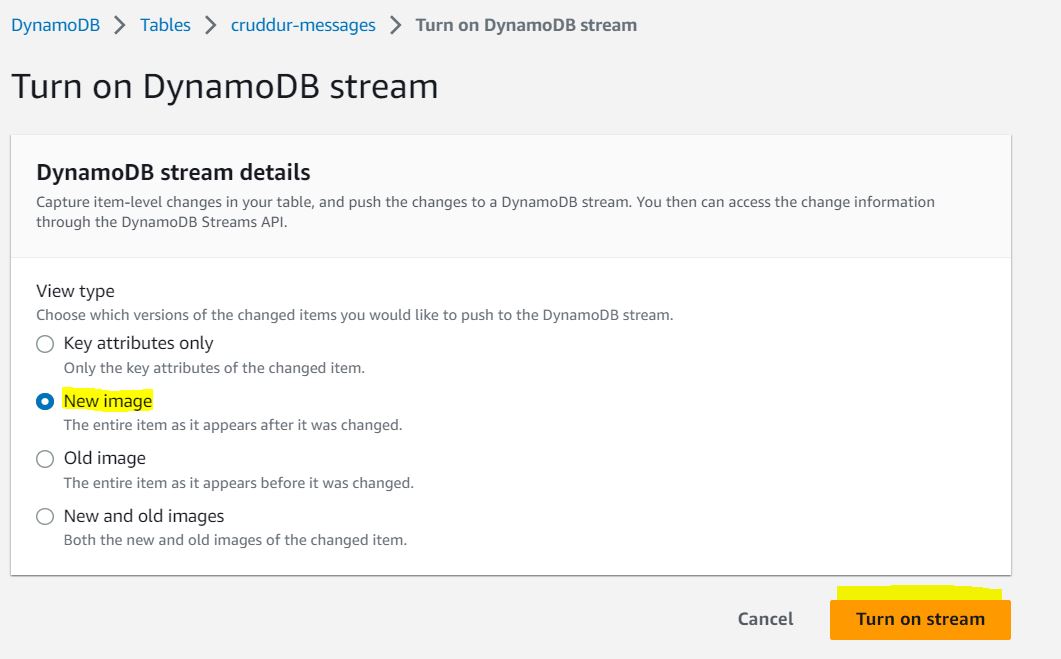 DynamoDB > Tables > cruddur-messages > Turn on DynamoDB stream
Turn on DynamoDB stream
DynamoDB stream details
Capture item-level changes in your table, and push the changes to a DynamoDB stream. You then can access the change information
through the DynamoDB Streams API.
View type
Choose which versions of the changed items you would like to push to the DynamoDB stream.
Key attributes only
Only the key attributes of the changed item.
New image
The entire item as it appears after it was changed.
Old image
The entire item as it appears before it was changed.
New and old images
Both the new and old images of the changed item.
Cancel Turn on stream